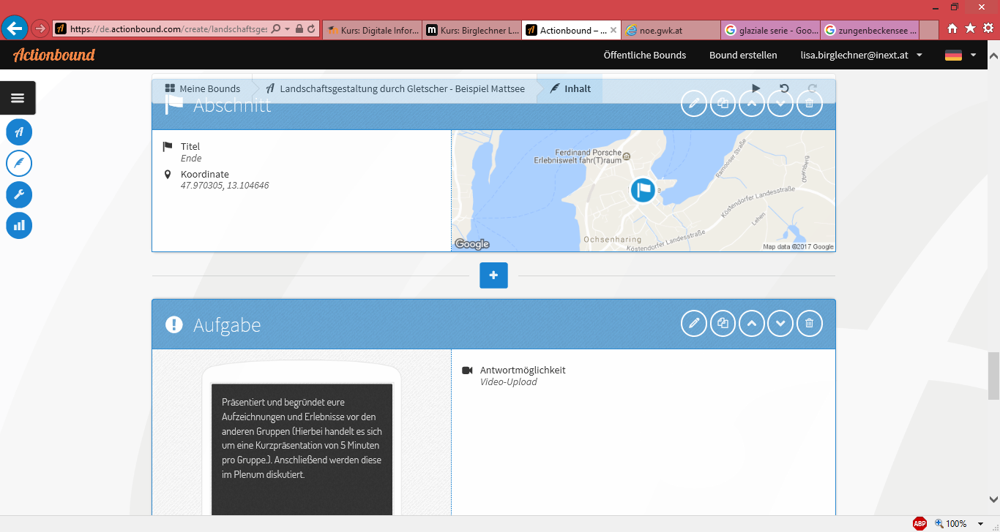 https://de.actionbound.com/create/landschaftsges
Kurs: Digitale Infor...
Kurs: Birglechner L...
Actionbound – ...
noe.gwk.at
glaziale serie - Goo...
zungenbeckensee ...
Actionbound
Öffentliche Bounds
Bound erstellen
lisa.birglechner@inext.at
Meine Bounds
Landschaftsgestaltung durch Gletscher - Beispiel Mattsee
Inhalt
Abschnitt
Titel
Ende
Koordinate
47.970305, 13.104646
Ferdinand Porsche
Erlebniswelt fahr(T)raum
Ramooser Straße
Obernberg
Köstendorfer Landesstraße
Lehen
Ochsenharing
Köstendorfer Landesstraße
Google
Map data ©2017 Google
Aufgabe
Präsentiert und begründet eure
Aufzeichnungen und Erlebnisse vor den
anderen Gruppen (Hierbei handelt es sich
um eine Kurzpräsentation von 5 Minuten
pro Gruppe.). Anschließend werden diese
im Plenum diskutiert.
Antwortmöglichkeit
Video-Upload
ABP
100%